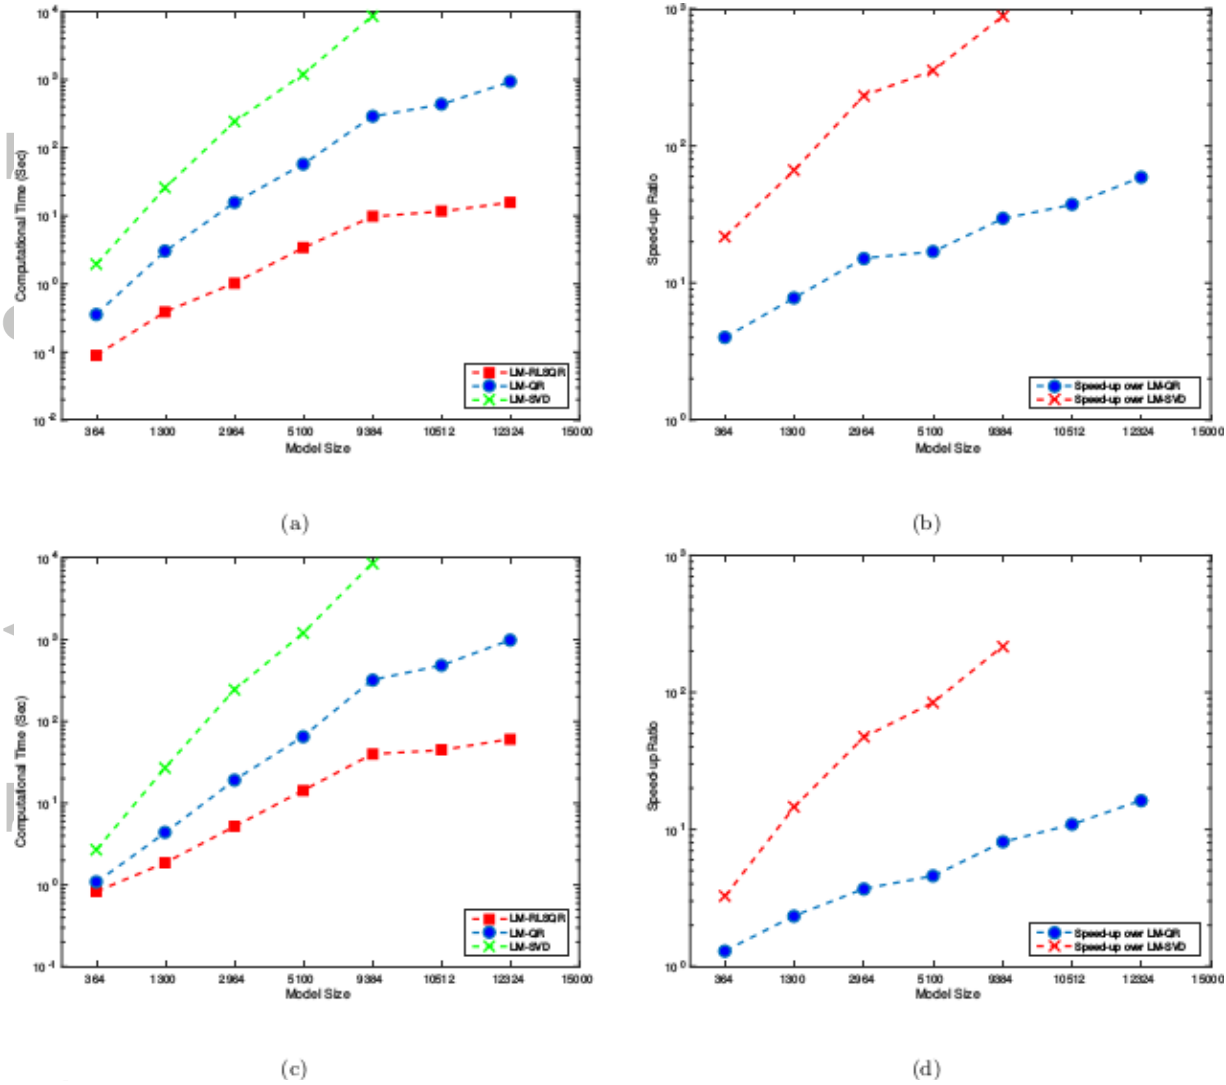 10^4
10^3
10^2
10^1
10^0
10^-1
10^-2
Computational Time (Sec)
364 1300 2964 5100 9384 10512 12324 15000
Model Size
LM-RLSQR
LM-QR
LM-SVD
(a)
10^3
10^2
10^1
10^0
Speed-up Ratio
364 1300 2964 5100 9384 10512 12324 15000
Model Size
Speed-up over LM-QR
Speed-up over LM-SVD
(b)
10^4
10^3
10^2
10^1
10^0
10^-1
Computational Time (Sec)
364 1300 2964 5100 9384 10512 12324 15000
Model Size
LM-RLSQR
LM-QR
LM-SVD
(c)
10^3
10^2
10^1
10^0
Speed-up Ratio
364 1300 2964 5100 9384 10512 12324 15000
Model Size
Speed-up over LM-QR
Speed-up over LM-SVD
(d)